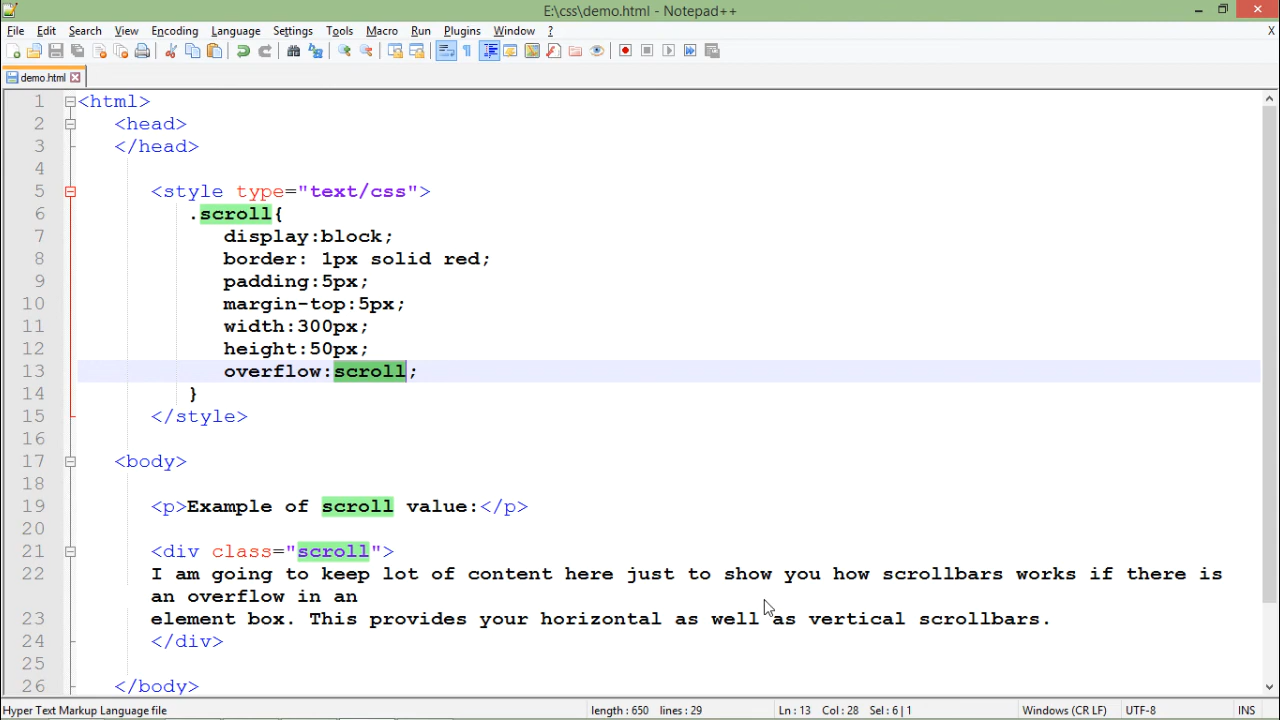 E:\css\demo.html - Notepad++
File Edit Search View Encoding Language Settings Tools Macro Run Plugins Window ? X
demo.html
1 <html>
2 <head>
3 </head>
4
5 <style type="text/css">
6 .scroll{
7 display:block;
8 border: 1px solid red;
9 padding:5px;
10 margin-top:5px;
11 width:300px;
12 height:50px;
13 overflow:scroll;
14 }
15 </style>
16
17 <body>
18
19 <p>Example of scroll value:</p>
20
21 <div class="scroll">
22 I am going to keep lot of content here just to show you how scrollbars works if there is
an overflow in an
23 element box. This provides your horizontal as well as vertical scrollbars.
24 </div>
25
26 </body>
Hyper Text Markup Language file length : 650 lines : 29 Ln : 13 Col : 28 Sel : 6 | 1 Windows (CR LF) UTF-8 INS